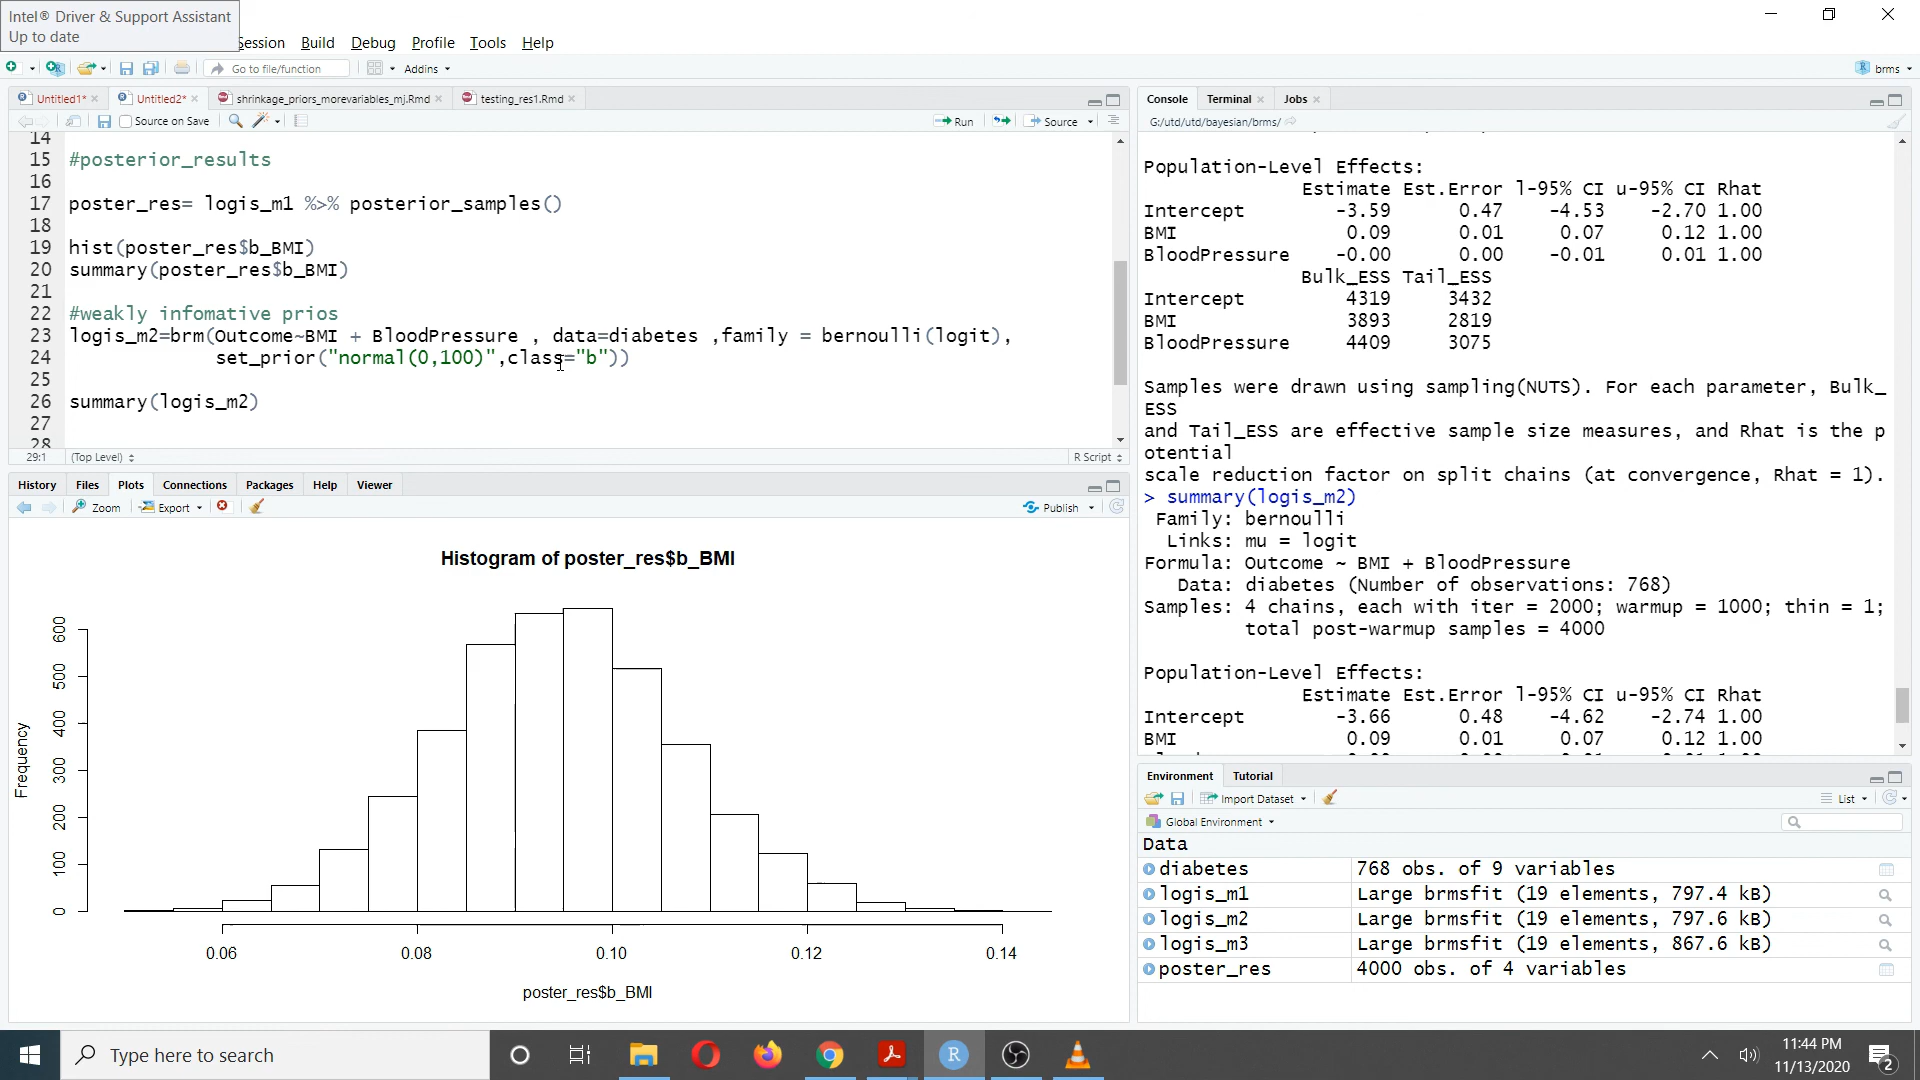 Intel® Driver & Support Assistant
Up to date
Session Build Debug Profile Tools Help
Go to file/function Addins brms
Untitled1* Untitled2* shrinkage_priors_morevariables_mj.Rmd testing_res1.Rmd
Source on Save Run Source
14
15 #posterior_results
16
17 poster_res= logis_m1 %>% posterior_samples()
18
19 hist(poster_res$b_BMI)
20 summary(poster_res$b_BMI)
21
22 #weakly infomative prios
23 logis_m2=brm(Outcome~BMI + BloodPressure , data=diabetes ,family = bernoulli(logit),
24 set_prior("normal(0,100)",class="b"))
25
26 summary(logis_m2)
27
28
29:1 (Top Level) R Script
History Files Plots Connections Packages Help Viewer
Zoom Export Publish
Histogram of poster_res$b_BMI
Frequency
600
500
400
300
200
100
0
0.06 0.08 0.10 0.12 0.14
poster_res$b_BMI
Console Terminal Jobs
G:/utd/utd/bayesian/brms/
Population-Level Effects:
Estimate Est.Error l-95% CI u-95% CI Rhat
Intercept -3.59 0.47 -4.53 -2.70 1.00
BMI 0.09 0.01 0.07 0.12 1.00
BloodPressure -0.00 0.00 -0.01 0.01 1.00
Bulk_ESS Tail_ESS
Intercept 4319 3432
BMI 3893 2819
BloodPressure 4409 3075
Samples were drawn using sampling(NUTS). For each parameter, Bulk_
ESS
and Tail_ESS are effective sample size measures, and Rhat is the p
otential
scale reduction factor on split chains (at convergence, Rhat = 1).
> summary(logis_m2)
Family: bernoulli
Links: mu = logit
Formula: Outcome ~ BMI + BloodPressure
Data: diabetes (Number of observations: 768)
Samples: 4 chains, each with iter = 2000; warmup = 1000; thin = 1;
total post-warmup samples = 4000
Population-Level Effects:
Estimate Est.Error l-95% CI u-95% CI Rhat
Intercept -3.66 0.48 -4.62 -2.74 1.00
BMI 0.09 0.01 0.07 0.12 1.00
Environment Tutorial
Import Dataset List
Global Environment
Data
diabetes 768 obs. of 9 variables
logis_m1 Large brmsfit (19 elements, 797.4 kB)
logis_m2 Large brmsfit (19 elements, 797.6 kB)
logis_m3 Large brmsfit (19 elements, 867.6 kB)
poster_res 4000 obs. of 4 variables
Type here to search
11:44 PM
11/13/2020
2